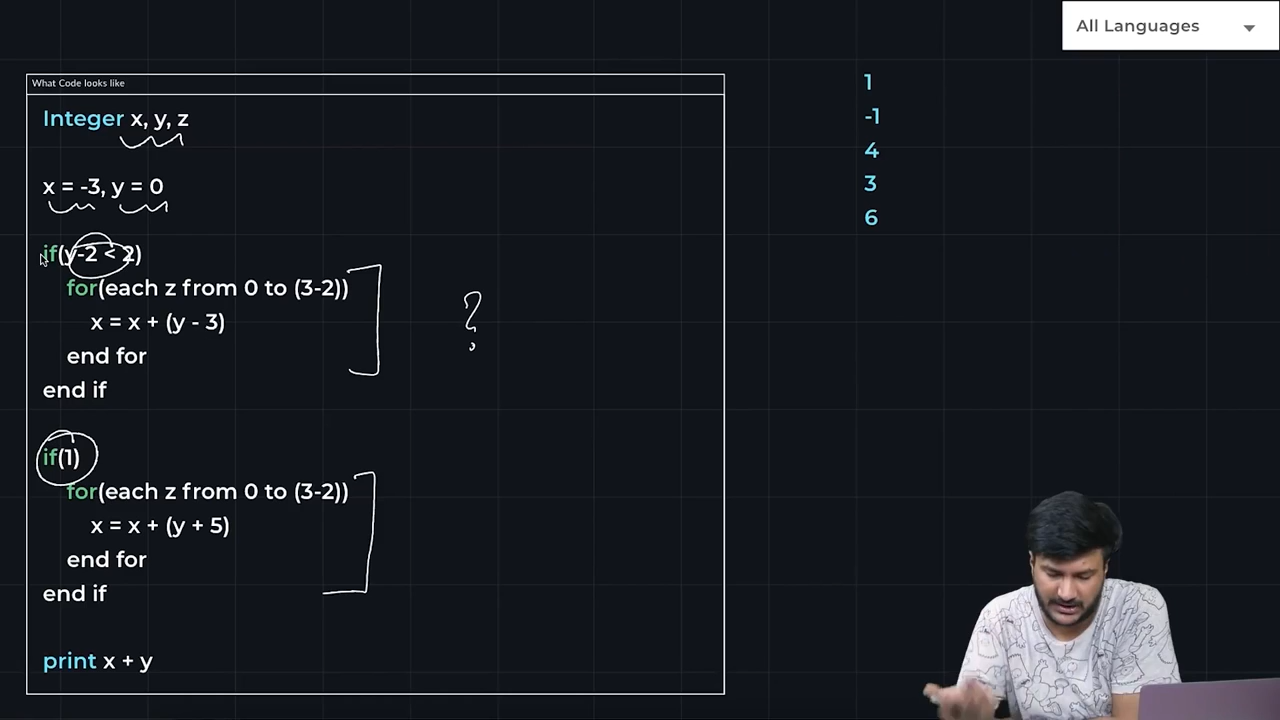 All Languages
What Code looks like
Integer x, y, z
x = -3, y = 0
if(y-2 < 2)
for(each z from 0 to (3-2))
x = x + (y - 3)
end for
end if
if(1)
for(each z from 0 to (3-2))
x = x + (y + 5)
end for
end if
print x + y
?
1
-1
4
3
6